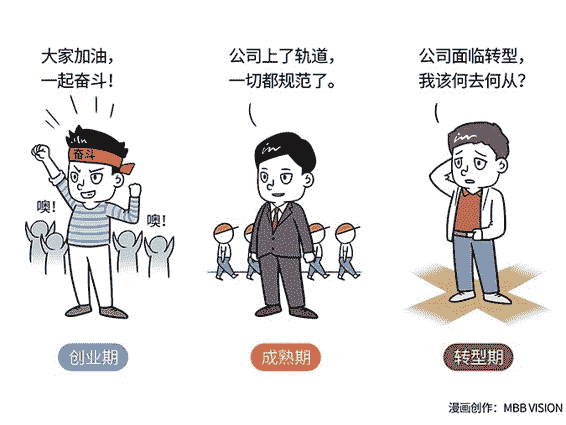 大家加油，
一起奋斗！
公司上了轨道，
一切都规范了。
公司面临转型，
我该何去何从？
奋斗
噢！
噢！
创业期
成熟期
转型期
漫画创作：MBB VISION